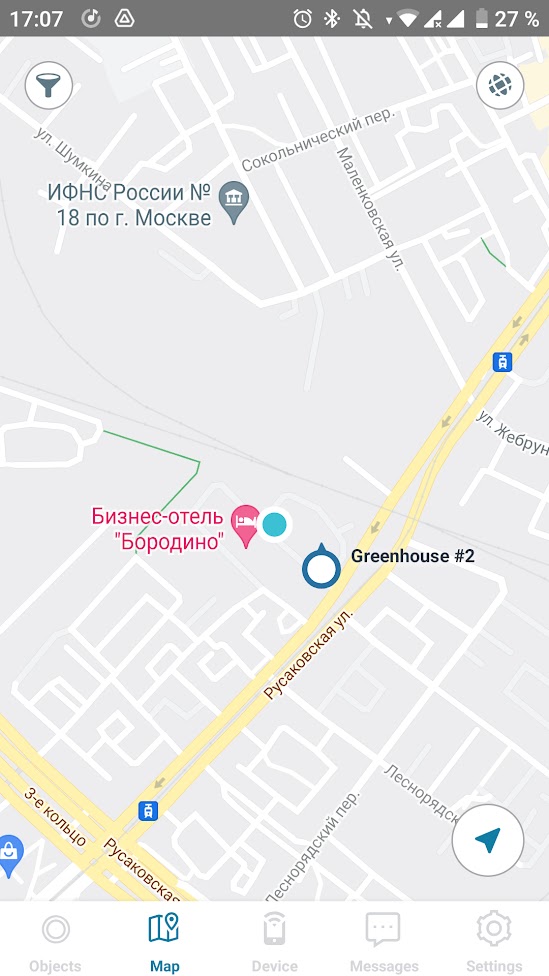 17:07
27 %
Сокольнический пер.
ул. Шумкина
Маленковская ул.
ИФНС России №
18 по г. Москве
ул. Жебрун
Бизнес-отель
"Бородино"
Greenhouse #2
Русаковская ул.
Леснорядск
3-е кольцо
Леснорядский пер.
Русаковская
Objects
Map
Device
Messages
Settings